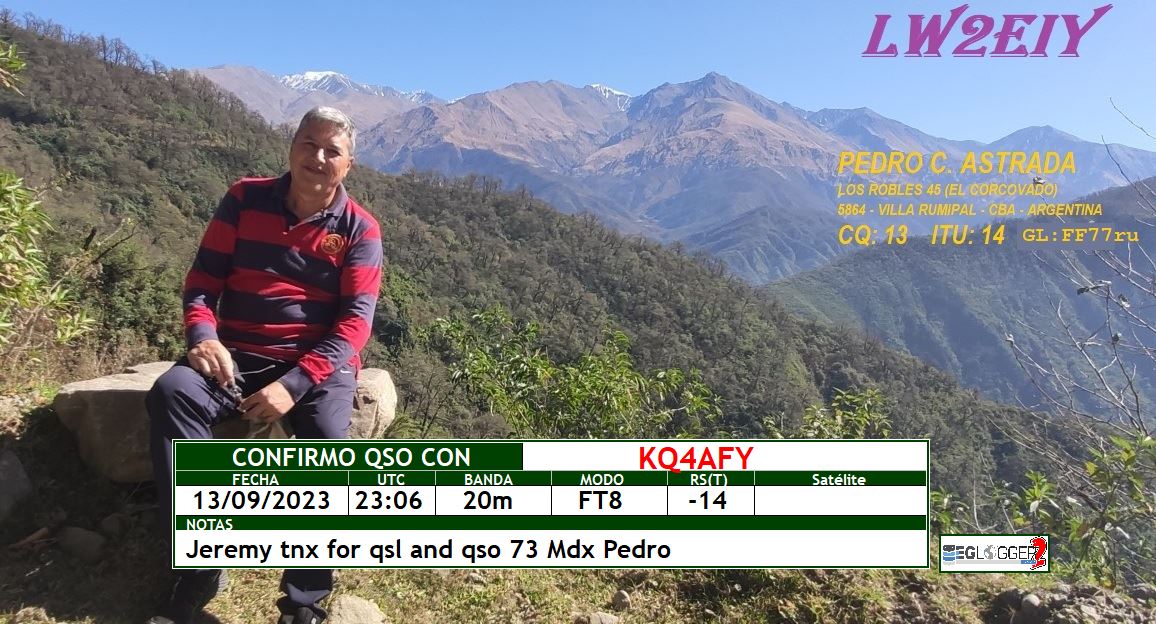 LW2EIY
PEDRO C. ASTRADA
LOS ROBLES 45 (EL CORCOVADO)
5864 - VILLA RUMIPAL - CBA - ARGENTINA
CQ: 13 ITU: 14 GL:FF77ru
CONFIRMO QSO CON KQ4AFY
FECHA UTC BANDA MODO RS(T) Satélite
13/09/2023 23:06 20m FT8 -14
NOTAS
Jeremy tnx for qsl and qso 73 Mdx Pedro
EGLOGGER